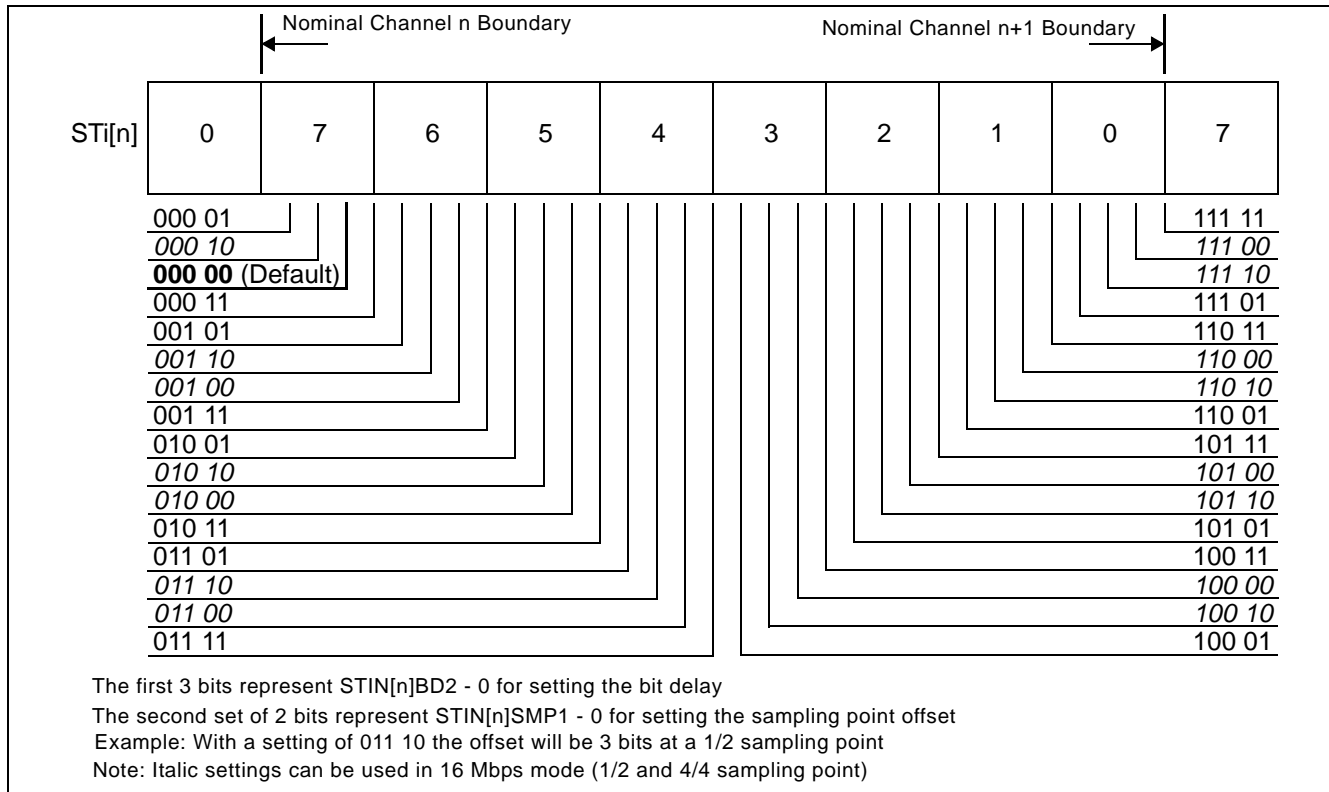 Nominal Channel n Boundary
Nominal Channel n+1 Boundary
STi[n] 0 7 6 5 4 3 2 1 0 7
000 01 111 11
000 10 111 00
000 00 (Default) 111 10
000 11 111 01
001 01 110 11
001 10 110 00
001 00 110 10
001 11 110 01
010 01 101 11
010 10 101 00
010 00 101 10
010 11 101 01
011 01 100 11
011 10 100 00
011 00 100 10
011 11 100 01
The first 3 bits represent STIN[n]BD2 - 0 for setting the bit delay
The second set of 2 bits represent STIN[n]SMP1 - 0 for setting the sampling point offset
Example: With a setting of 011 10 the offset will be 3 bits at a 1/2 sampling point
Note: Italic settings can be used in 16 Mbps mode (1/2 and 4/4 sampling point)